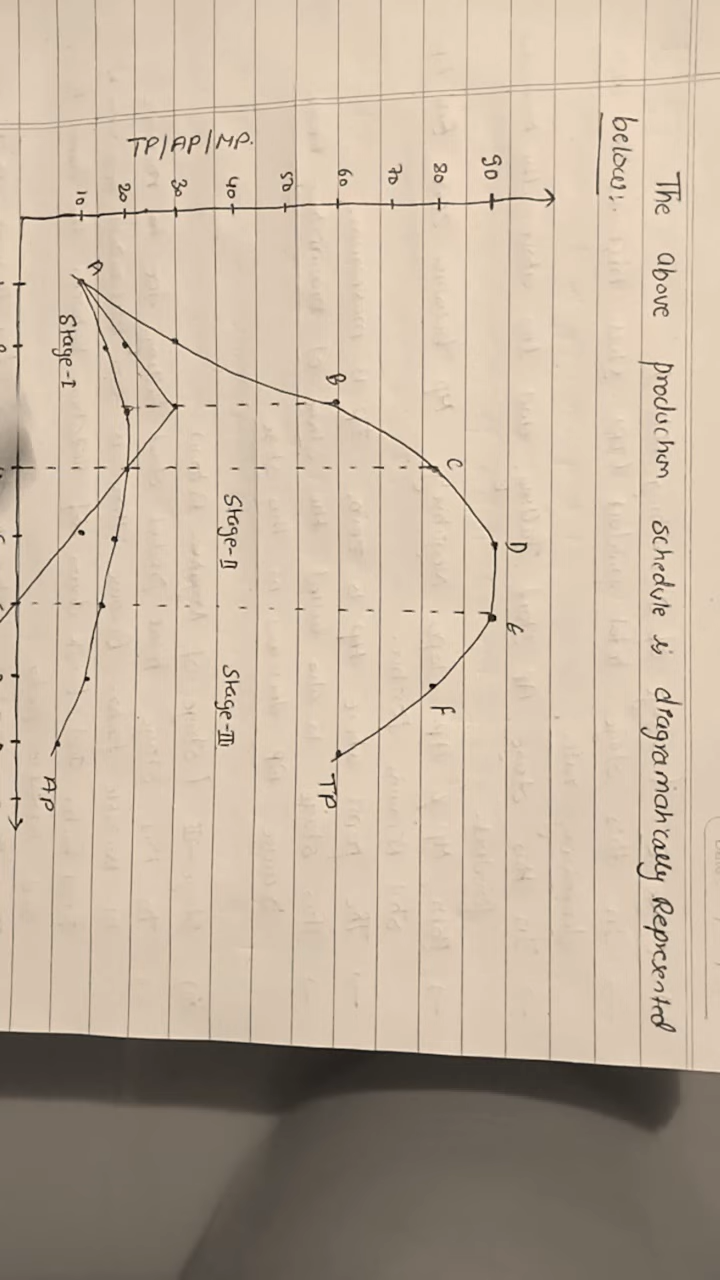 The above production schedule is diagramahically Represented
below:
TP/AP/MP.
90
80
70
60
50
40
30
20
10
A
B
C
D
E
F
TP
AP
Stage-I
Stage-II
Stage-III